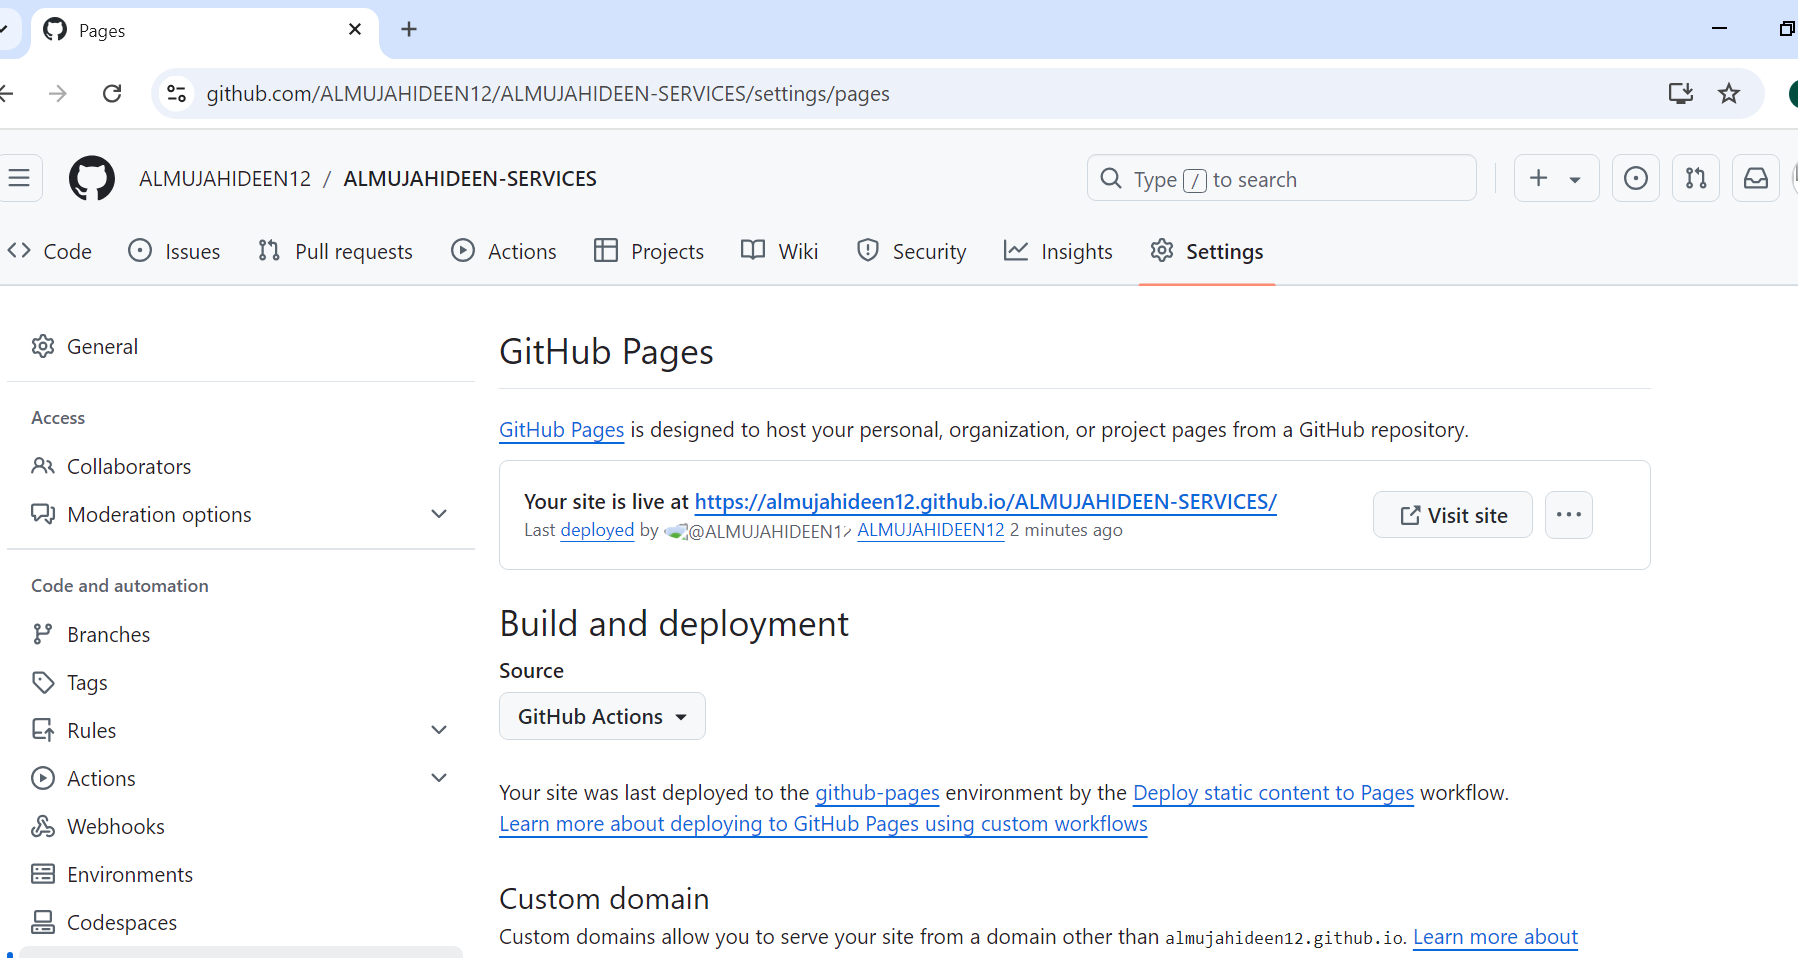 Pages
github.com/ALMUJAHIDEEN12/ALMUJAHIDEEN-SERVICES/settings/pages
ALMUJAHIDEEN12 / ALMUJAHIDEEN-SERVICES
Type / to search
Code Issues Pull requests Actions Projects Wiki Security Insights Settings
General
Access
Collaborators
Moderation options
Code and automation
Branches
Tags
Rules
Actions
Webhooks
Environments
Codespaces
GitHub Pages
GitHub Pages is designed to host your personal, organization, or project pages from a GitHub repository.
Your site is live at https://almujahideen12.github.io/ALMUJAHIDEEN-SERVICES/
Last deployed by @ALMUJAHIDEEN12 ALMUJAHIDEEN12 2 minutes ago
Visit site
Build and deployment
Source
GitHub Actions
Your site was last deployed to the github-pages environment by the Deploy static content to Pages workflow.
Learn more about deploying to GitHub Pages using custom workflows
Custom domain
Custom domains allow you to serve your site from a domain other than almujahideen12.github.io. Learn more about